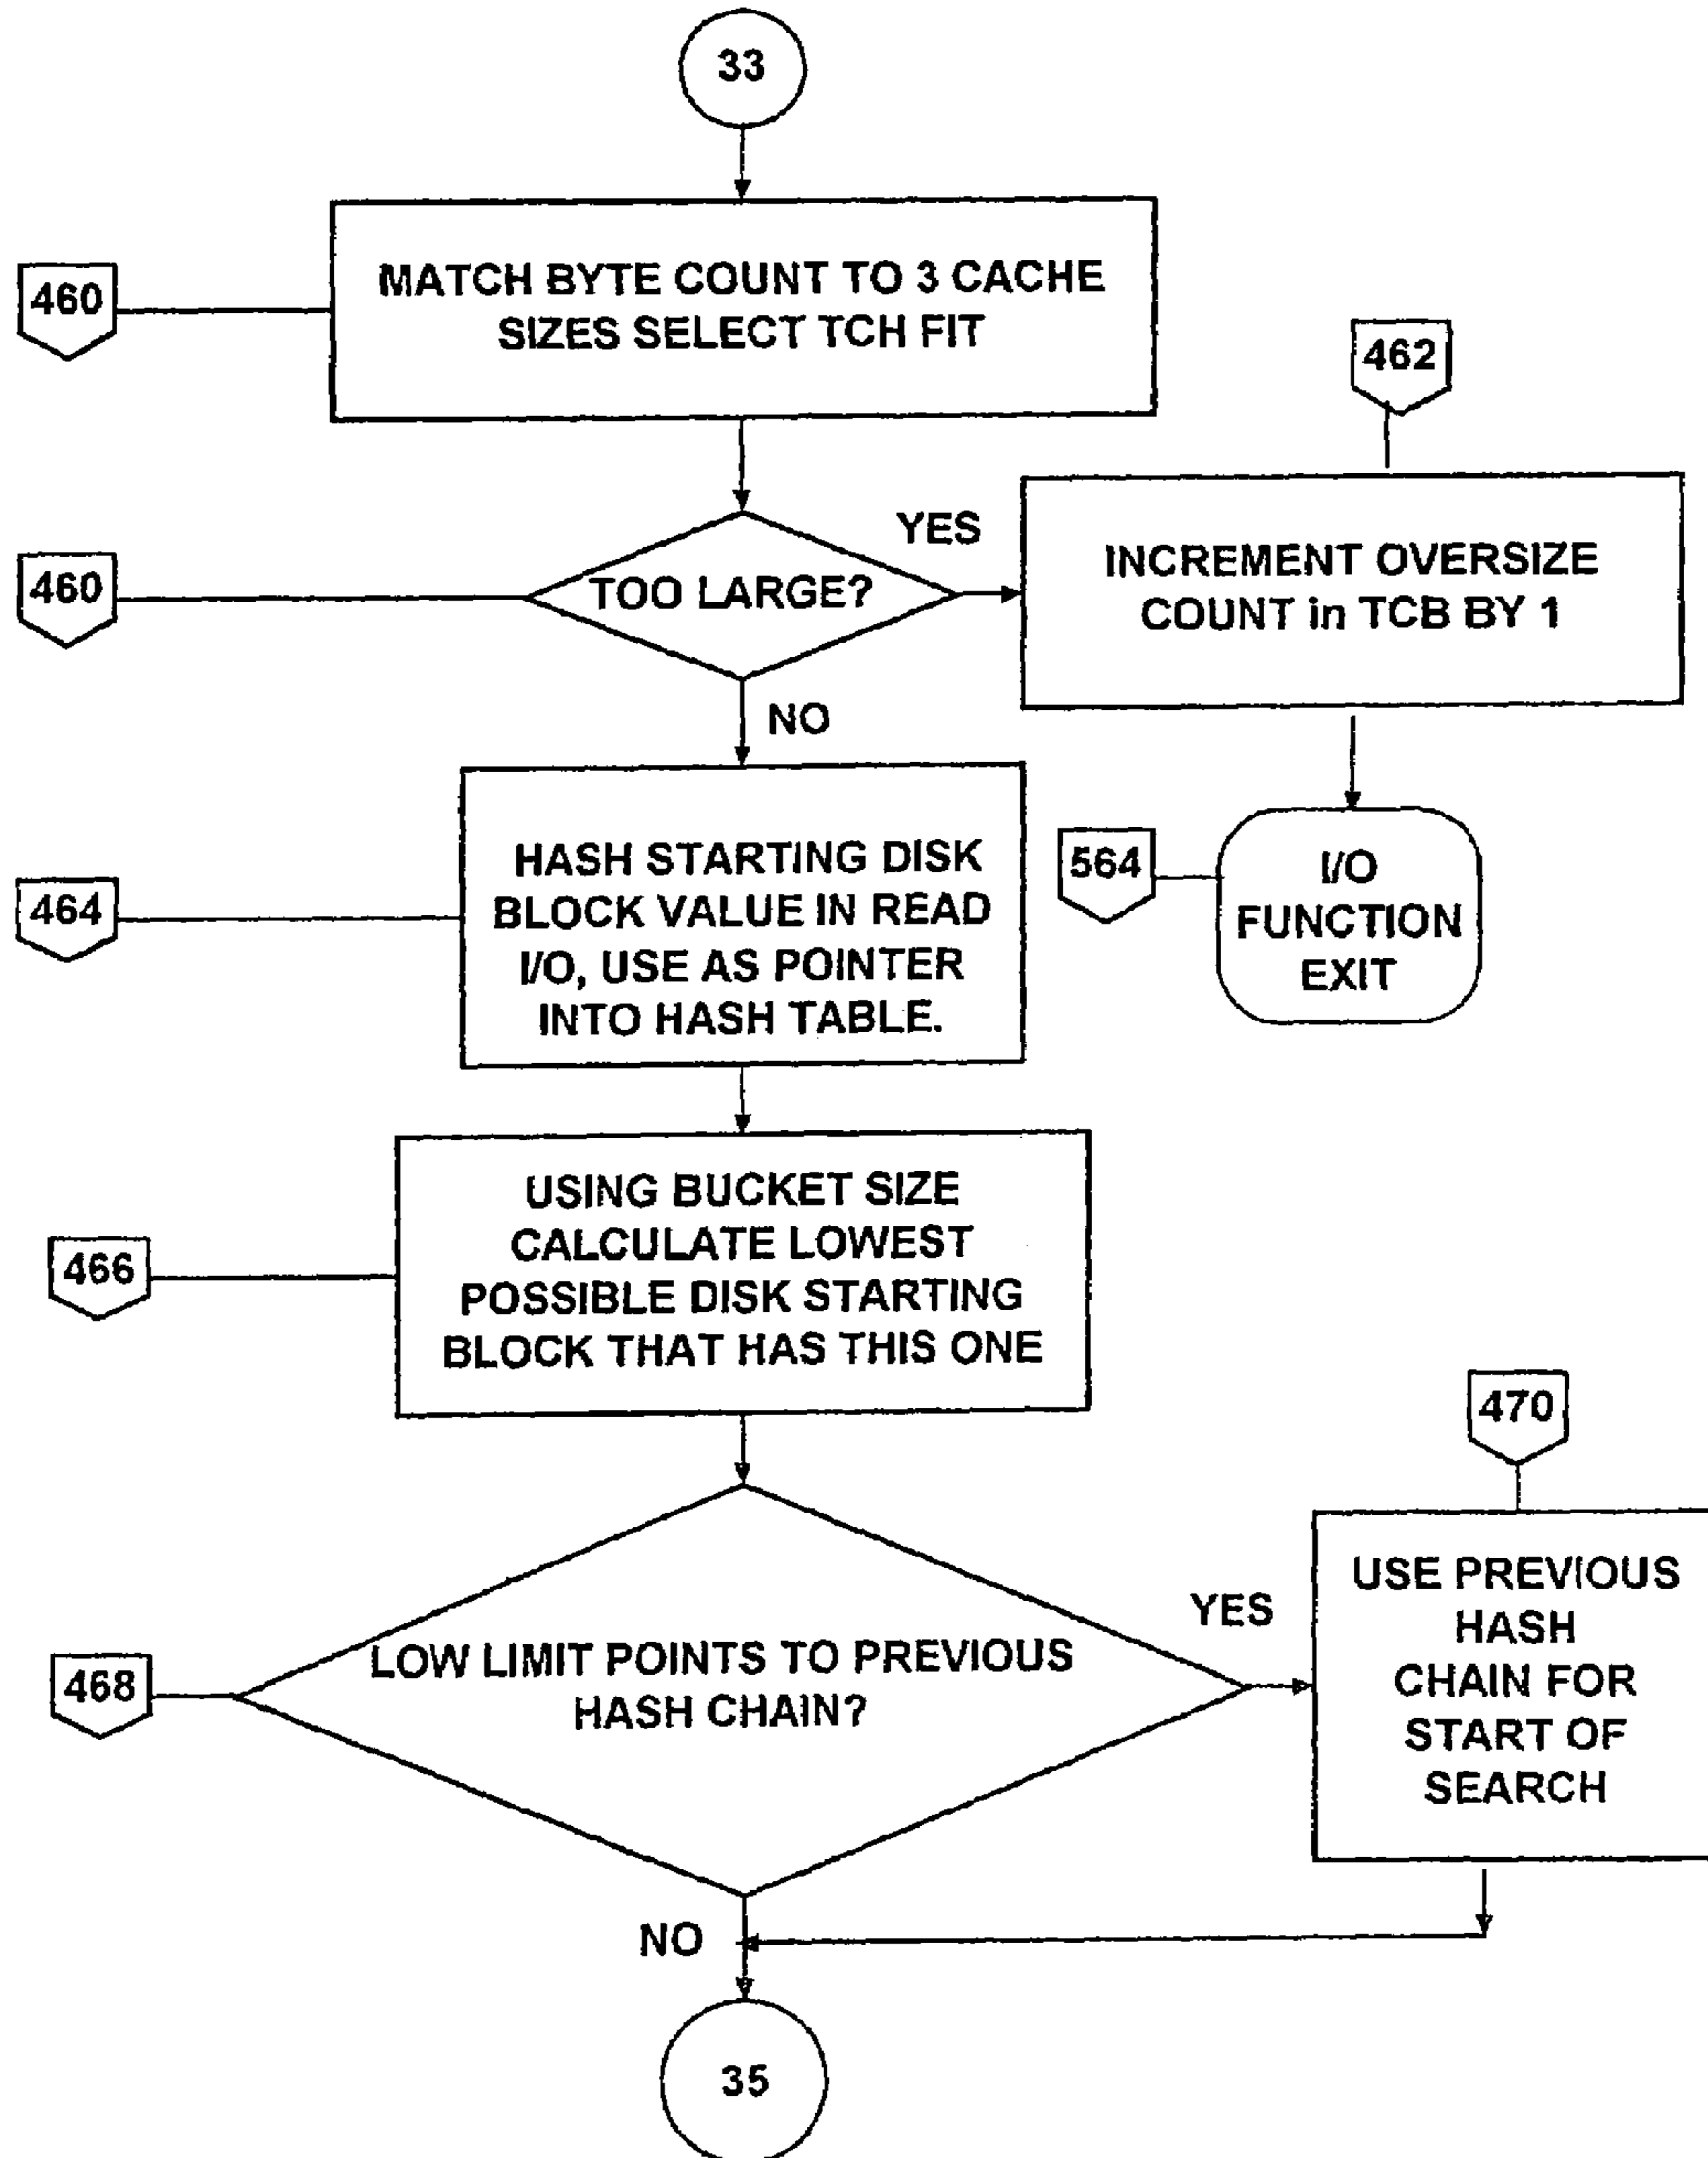 33
460
MATCH BYTE COUNT TO 3 CACHE
SIZES SELECT TCH FIT
462
460
TOO LARGE?
YES
INCREMENT OVERSIZE
COUNT in TCB BY 1
NO
464
HASH STARTING DISK
BLOCK VALUE IN READ
I/O, USE AS POINTER
INTO HASH TABLE.
564
I/O
FUNCTION
EXIT
466
USING BUCKET SIZE
CALCULATE LOWEST
POSSIBLE DISK STARTING
BLOCK THAT HAS THIS ONE
470
468
LOW LIMIT POINTS TO PREVIOUS
HASH CHAIN?
YES
USE PREVIOUS
HASH
CHAIN FOR
START OF
SEARCH
NO
35